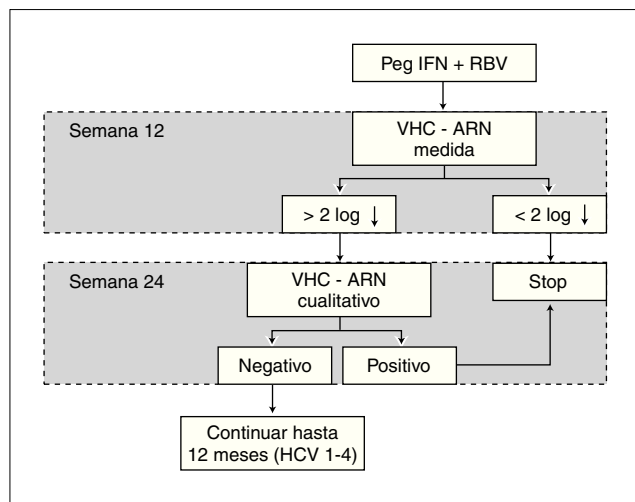 Peg IFN + RBV
Semana 12
VHC - ARN
medida
> 2 log ↓
< 2 log ↓
Semana 24
VHC - ARN
cualitativo
Stop
Negativo
Positivo
Continuar hasta
12 meses (HCV 1-4)